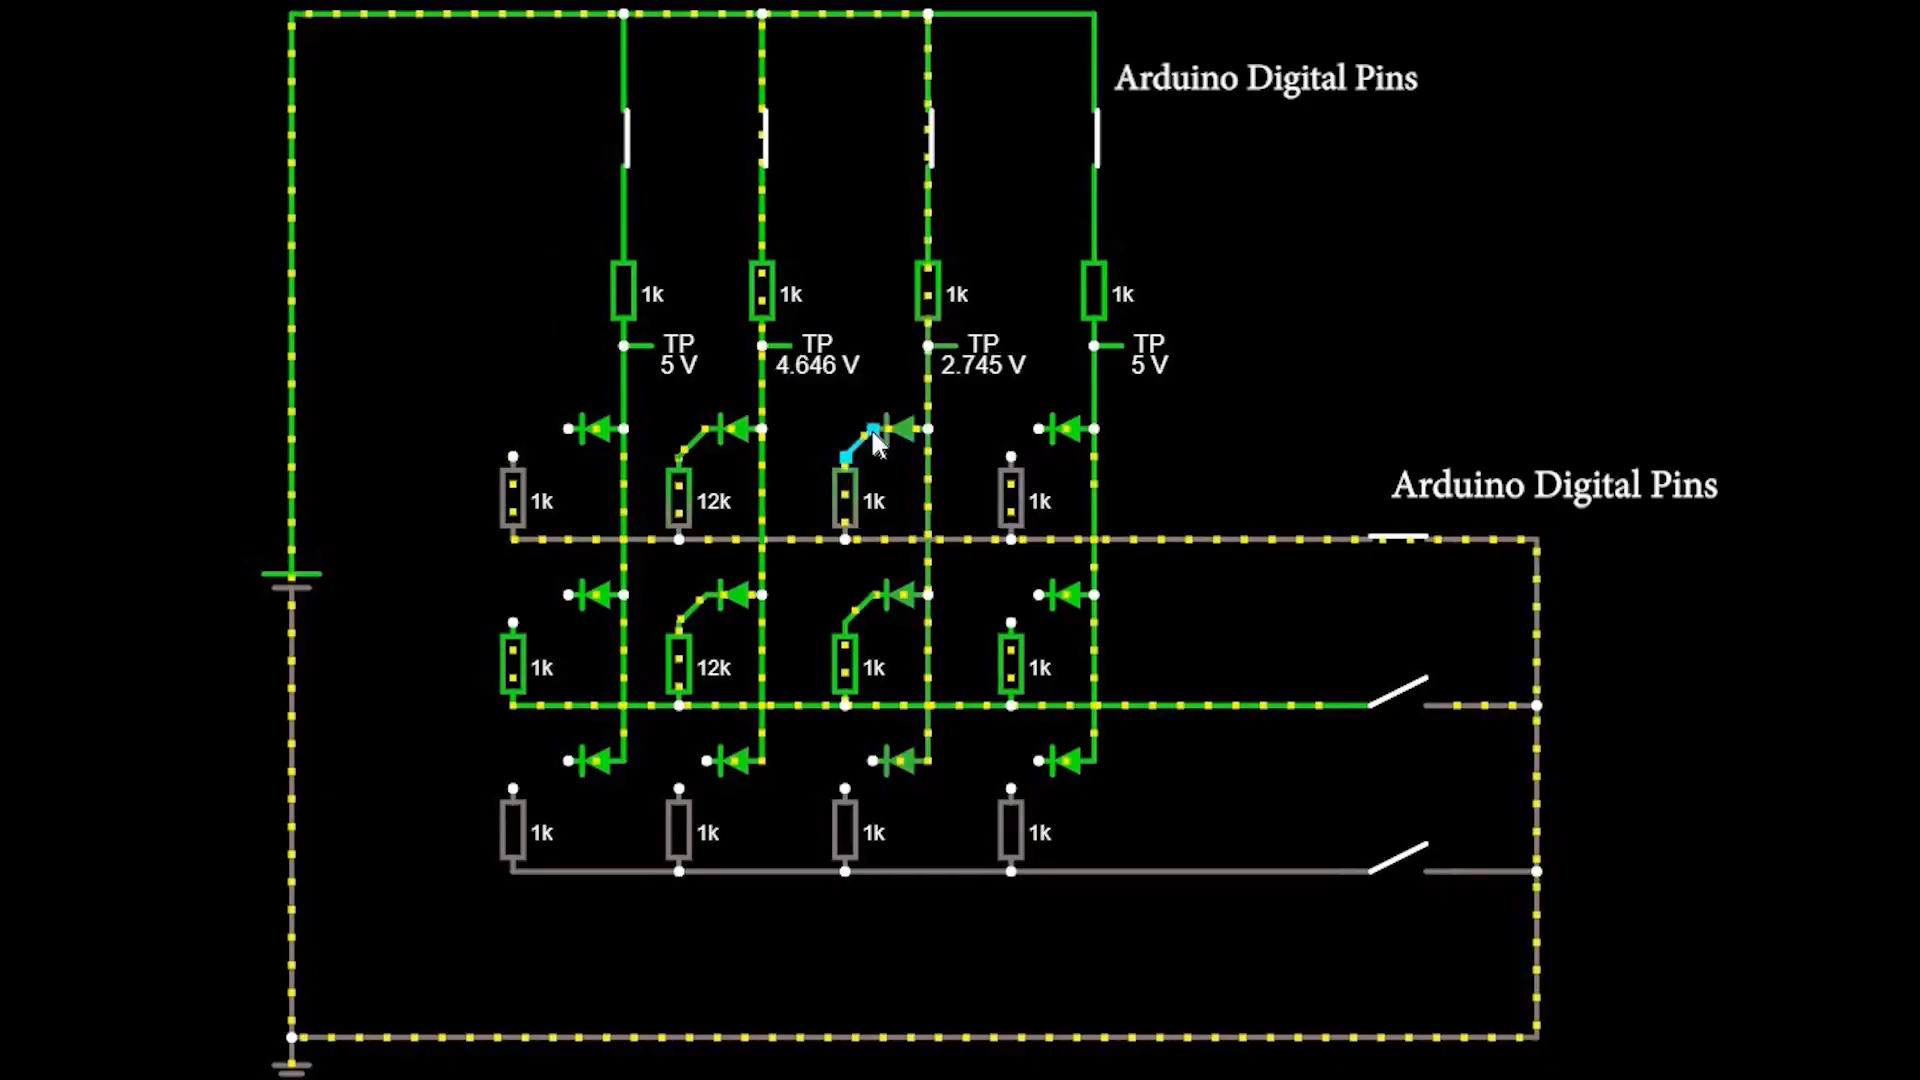 Arduino Digital Pins
1k 1k 1k 1k
TP TP TP TP
5 V 4.646 V 2.745 V 5 V
Arduino Digital Pins
1k 12k 1k 1k
1k 12k 1k 1k
1k 1k 1k 1k